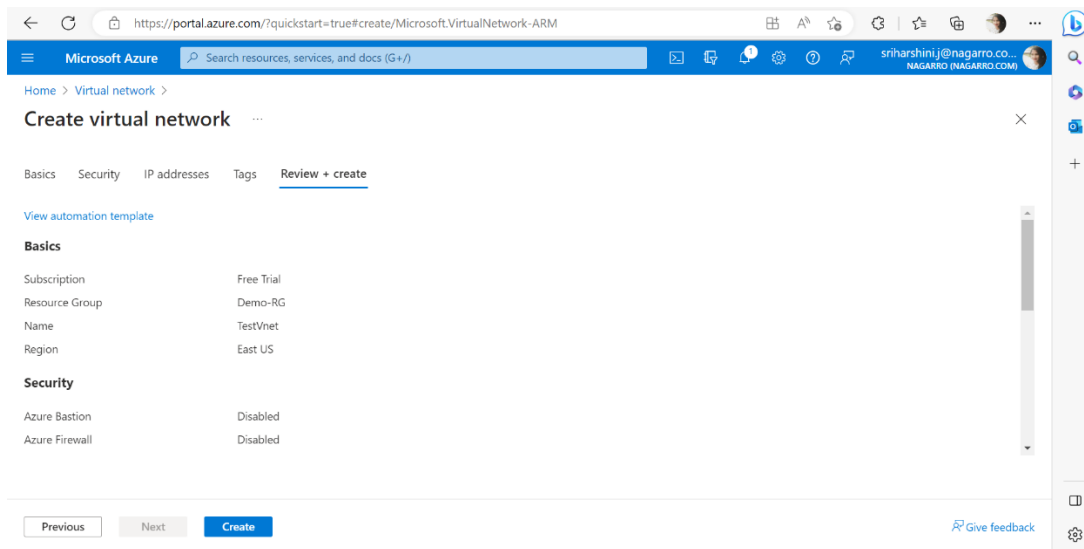 https://portal.azure.com/?quickstart=true#create/Microsoft.VirtualNetwork-ARM
Microsoft Azure
Search resources, services, and docs (G+/)
1
sriharshini.j@nagarro.co...
NAGARRO (NAGARRO.COM)
Home > Virtual network >
Create virtual network ...
Basics Security IP addresses Tags Review + create
View automation template
Basics
Subscription Free Trial
Resource Group Demo-RG
Name TestVnet
Region East US
Security
Azure Bastion Disabled
Azure Firewall Disabled
Previous Next Create Give feedback